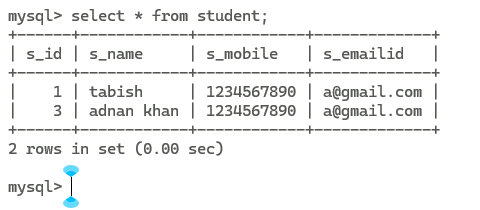 mysql> select * from student;
+------+------------+------------+-------------+
| s_id | s_name     | s_mobile   | s_emailid   |
+------+------------+------------+-------------+
|    1 | tabish     | 1234567890 | a@gmail.com |
|    3 | adnan khan | 1234567890 | a@gmail.com |
+------+------------+------------+-------------+
2 rows in set (0.00 sec)
mysql>